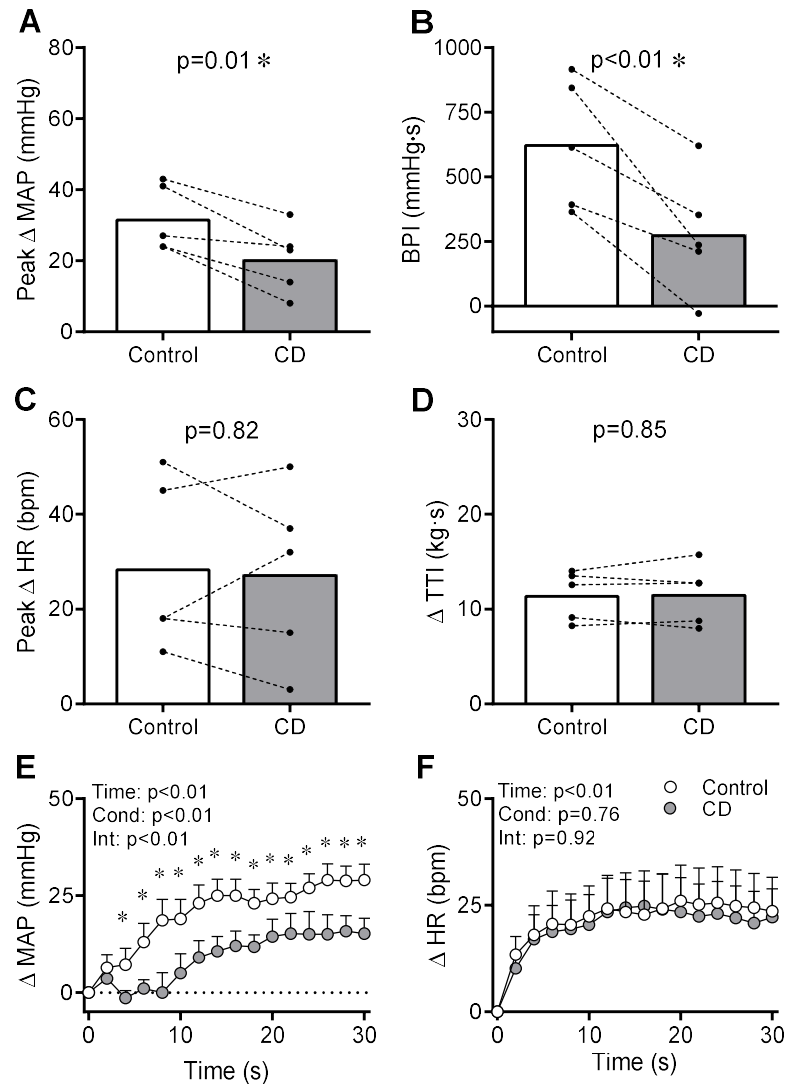 A
Peak Δ MAP (mmHg)
80
60
40
20
0
p=0.01 *
Control
CD
B
BPI (mmHg·s)
1000
750
500
250
0
p<0.01 *
Control
CD
C
Peak Δ HR (bpm)
60
40
20
0
p=0.82
Control
CD
D
Δ TTI (kg·s)
30
20
10
0
p=0.85
Control
CD
E
Δ MAP (mmHg)
50
25
0
Time: p<0.01
Cond: p<0.01
Int: p<0.01
* * * * * * * * * * * * * *
0 10 20 30
Time (s)
F
Δ HR (bpm)
50
25
0
Time: p<0.01
Cond: p=0.76
Int: p=0.92
Control
CD
0 10 20 30
Time (s)